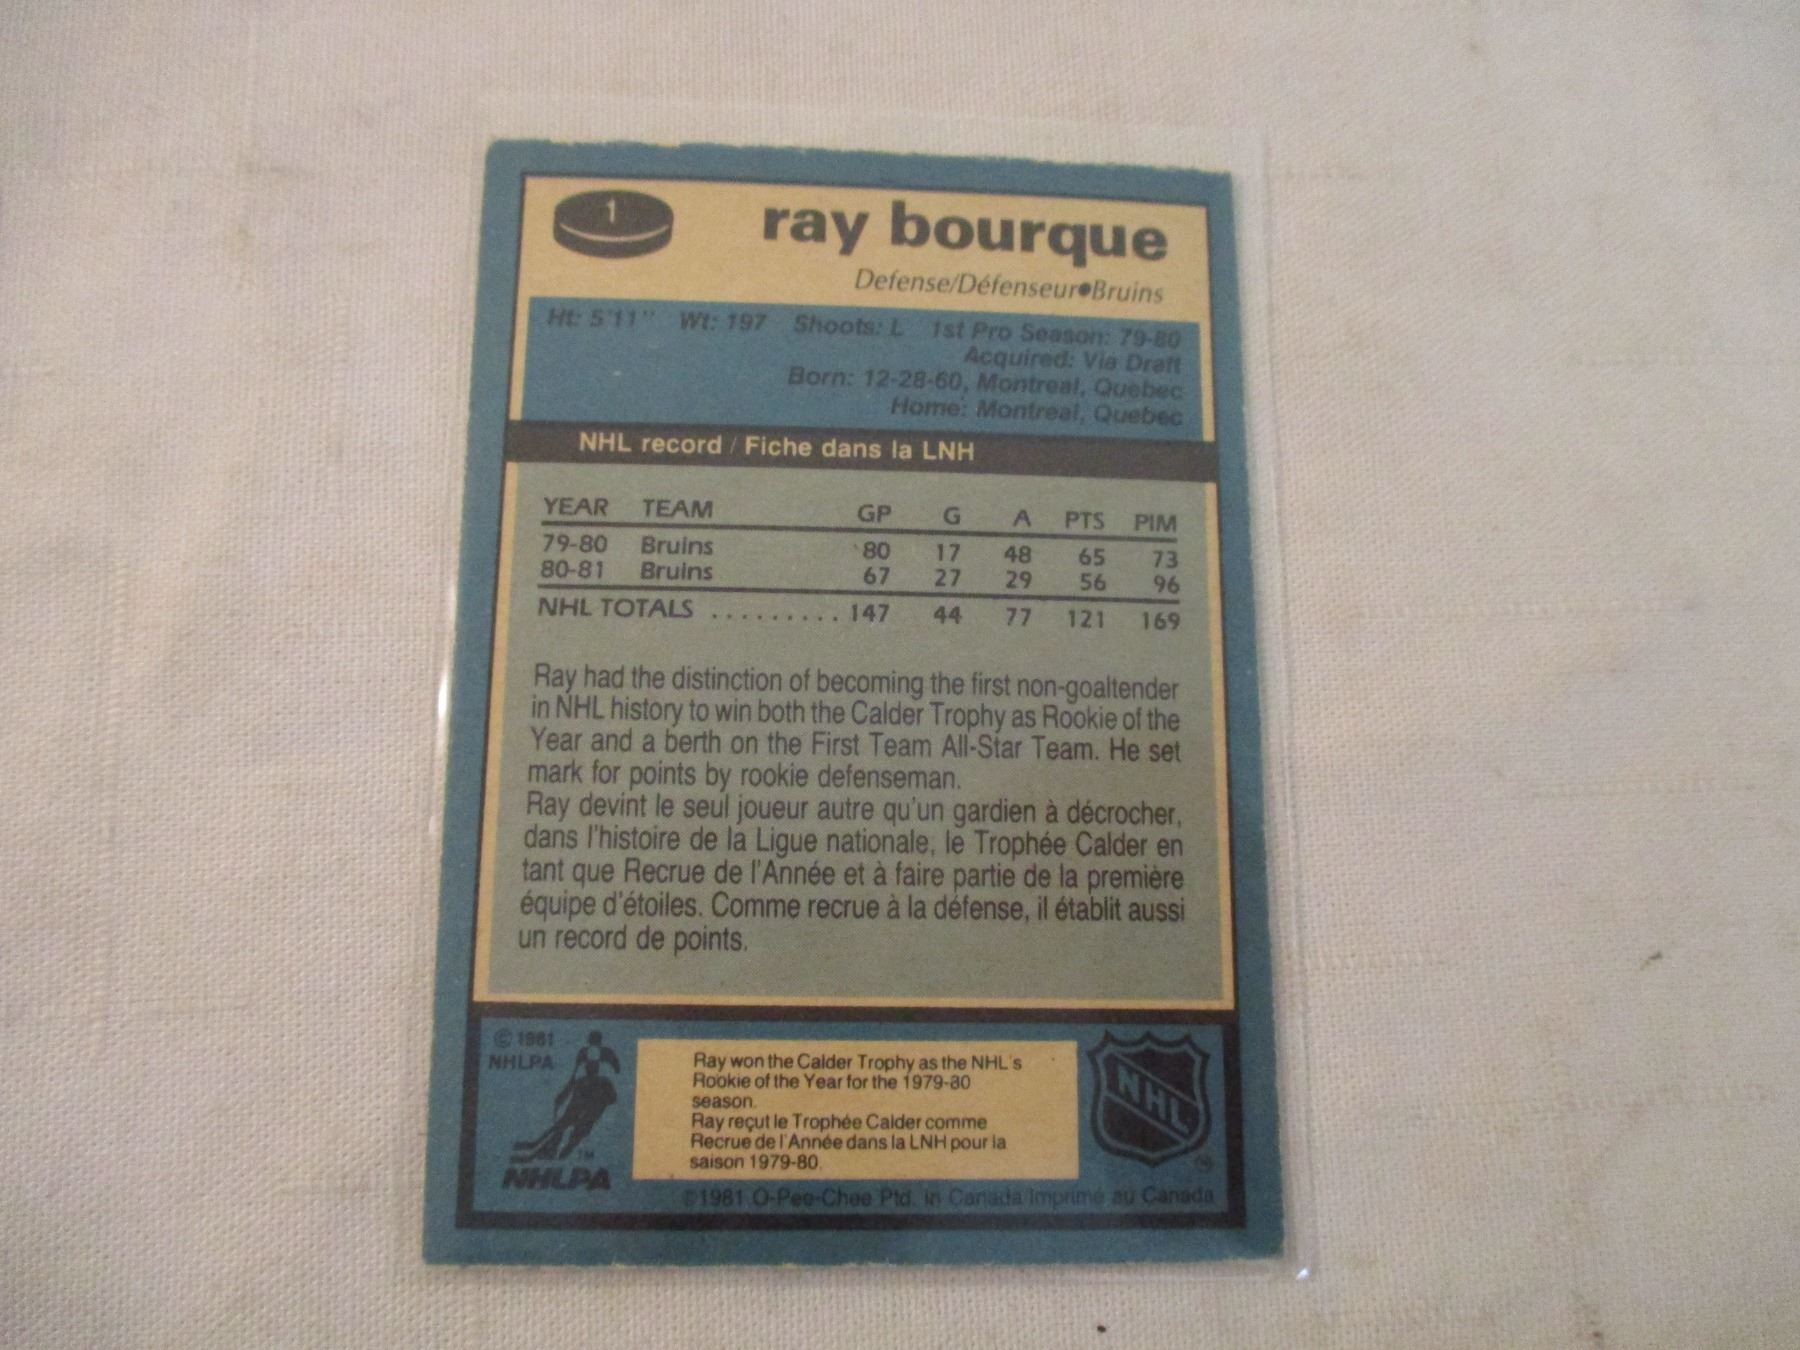 1
ray bourque
Defense/Défenseur●Bruins
Ht: 5'11" Wt: 197 Shoots: L 1st Pro Season: 79-80
Acquired: Via Draft
Born: 12-28-60, Montreal, Quebec
Home: Montreal, Quebec
NHL record / Fiche dans la LNH
YEAR TEAM GP G A PTS PIM
79-80 Bruins 80 17 48 65 73
80-81 Bruins 67 27 29 56 96
NHL TOTALS ......... 147 44 77 121 169
Ray had the distinction of becoming the first non-goaltender
in NHL history to win both the Calder Trophy as Rookie of the
Year and a berth on the First Team All-Star Team. He set
mark for points by rookie defenseman.
Ray devint le seul joueur autre qu'un gardien à décrocher,
dans l'histoire de la Ligue nationale, le Trophée Calder en
tant que Recrue de l'Année et à faire partie de la première
équipe d'étoiles. Comme recrue à la défense, il établit aussi
un record de points.
© 1981
NHLPA
TM
NHLPA
Ray won the Calder Trophy as the NHL's
Rookie of the Year for the 1979-80
season.
Ray reçut le Trophée Calder comme
Recrue de l'Année dans la LNH pour la
saison 1979-80.
NHL
©1981 O-Pee-Chee Ptd. in Canada/Imprimé au Canada